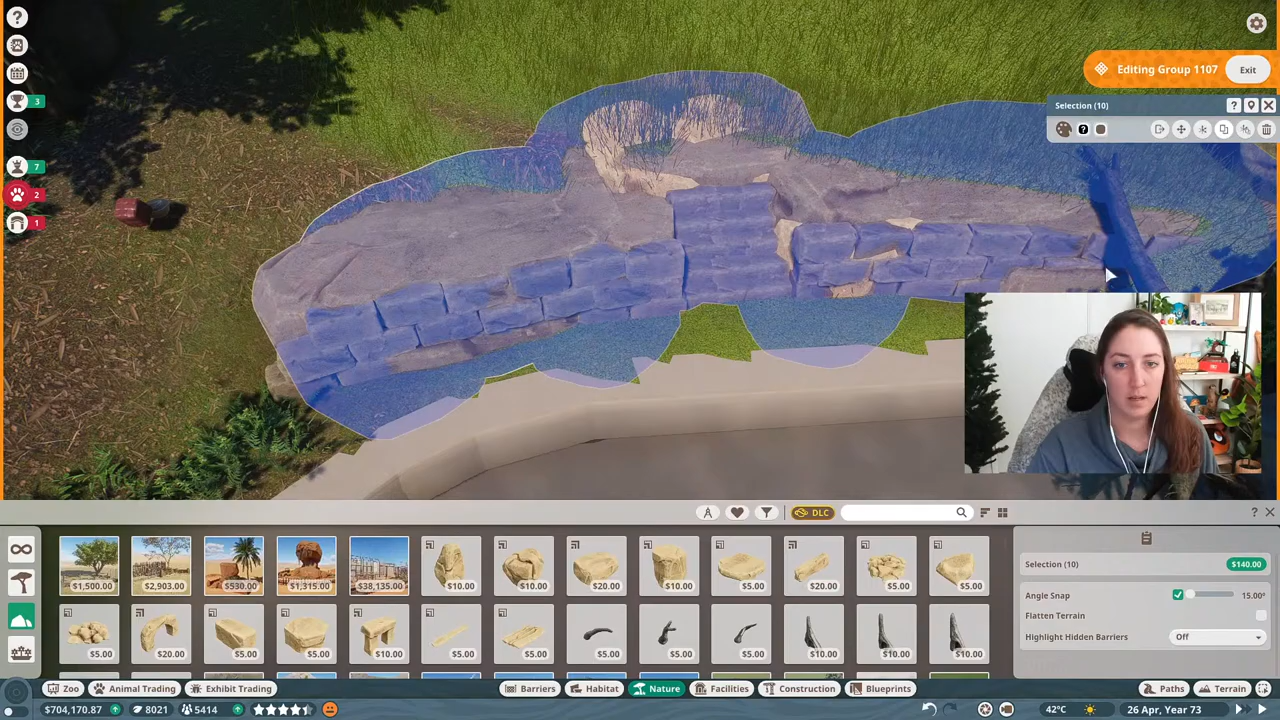 ?
Editing Group 1107
Exit
3
Selection (10)
?
?
7
2
1
DLC
?
$1,500.00
$2,903.00
$530.00
$1,315.00
$38,135.00
$10.00
$10.00
$20.00
$10.00
$5.00
$20.00
$5.00
$5.00
Selection (10)
$140.00
Angle Snap
15.00°
Flatten Terrain
Highlight Hidden Barriers
Off
$5.00
$20.00
$5.00
$5.00
$10.00
$5.00
$5.00
$5.00
$5.00
$5.00
$10.00
$10.00
$10.00
Zoo
Animal Trading
Exhibit Trading
Barriers
Habitat
Nature
Facilities
Construction
Blueprints
Paths
Terrain
$704,170.87
8021
5414
42°C
26 Apr, Year 73